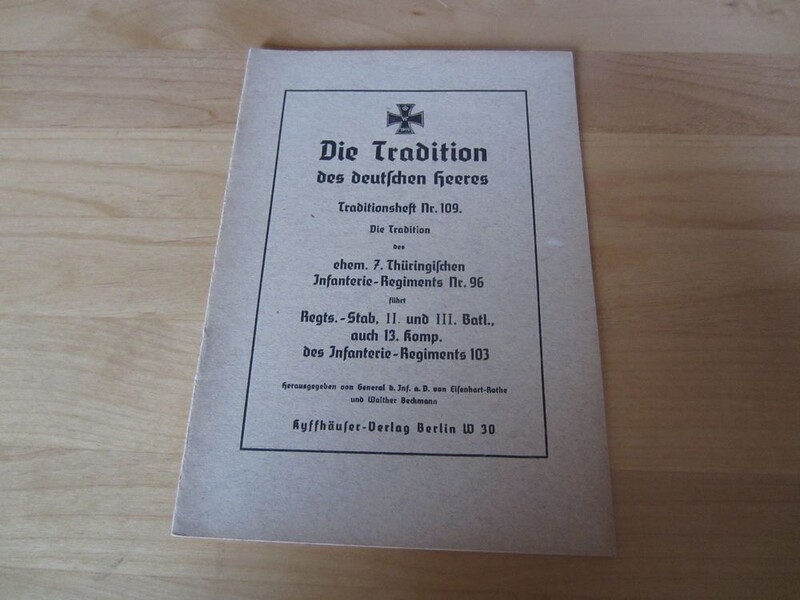 Die Tradition
des deutſchen Heeres
Traditionsheft Nr. 109.
Die Tradition
des
ehem. 7. Thüringiſchen
Infanterie-Regiments Nr. 96
führt
Regts.-Stab, II. und III. Batl.,
auch 13. Komp.
des Infanterie-Regiments 103
Herausgegeben von General d. Inf. a. D. von Eiſenhart-Rothe
und Walther Beckmann
Kyffhäuſer-Verlag Berlin W 30